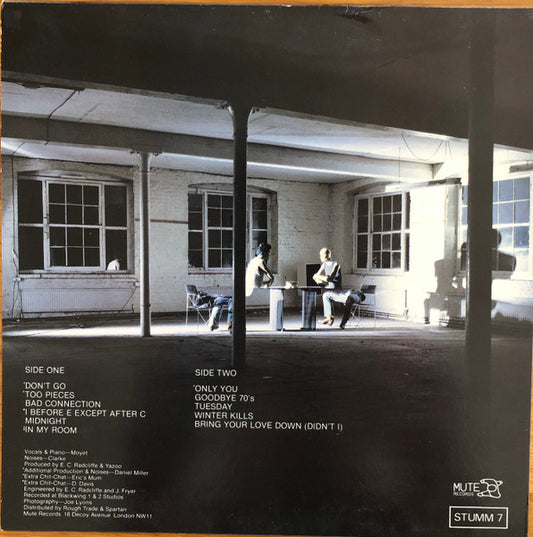 SIDE ONE
'DON'T GO
'TOO PIECES
BAD CONNECTION
*I BEFORE E EXCEPT AFTER C
MIDNIGHT
IN MY ROOM
SIDE TWO
'ONLY YOU
GOODBYE 70's
TUESDAY
WINTER KILLS
BRING YOUR LOVE DOWN (DIDN'T I)
Vocals & Piano—Moyet
Noises—Clarke
Produced by E. C. Radcliffe & Yazoo
*Additional Production & Noises—Daniel Miller
*Extra Chit-Chat—Eric's Mum
*Extra Chit-Chat—D. Davis
Engineered by E. C. Radcliffe and J. Fryer
Recorded at Blackwing 1 & 2 Studios
Photography—Joe Lyons
Distributed by Rough Trade & Spartan
Mute Records 16 Decoy Avenue London NW11
MUTE
RECORDS
STUMM 7